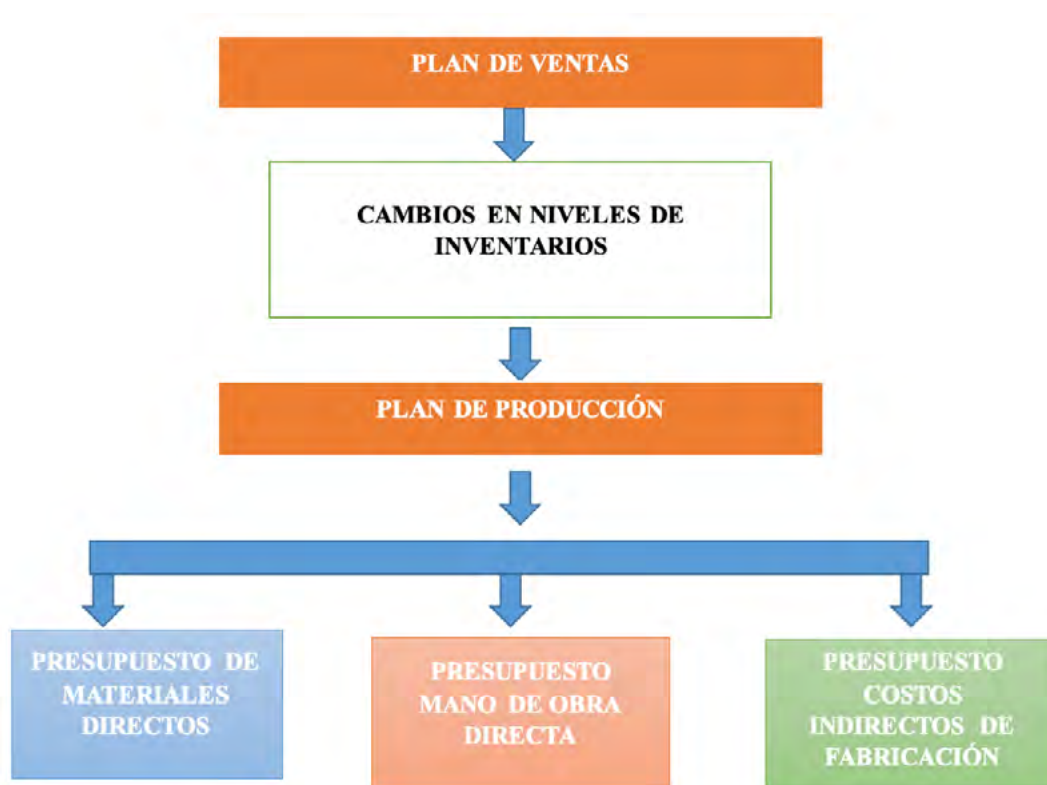 PLAN DE VENTAS
CAMBIOS EN NIVELES DE
INVENTARIOS
PLAN DE PRODUCCIÓN
PRESUPUESTO DE
MATERIALES
DIRECTOS
PRESUPUESTO
MANO DE OBRA
DIRECTA
PRESUPUESTO
COSTOS
INDIRECTOS DE
FABRICACIÓN